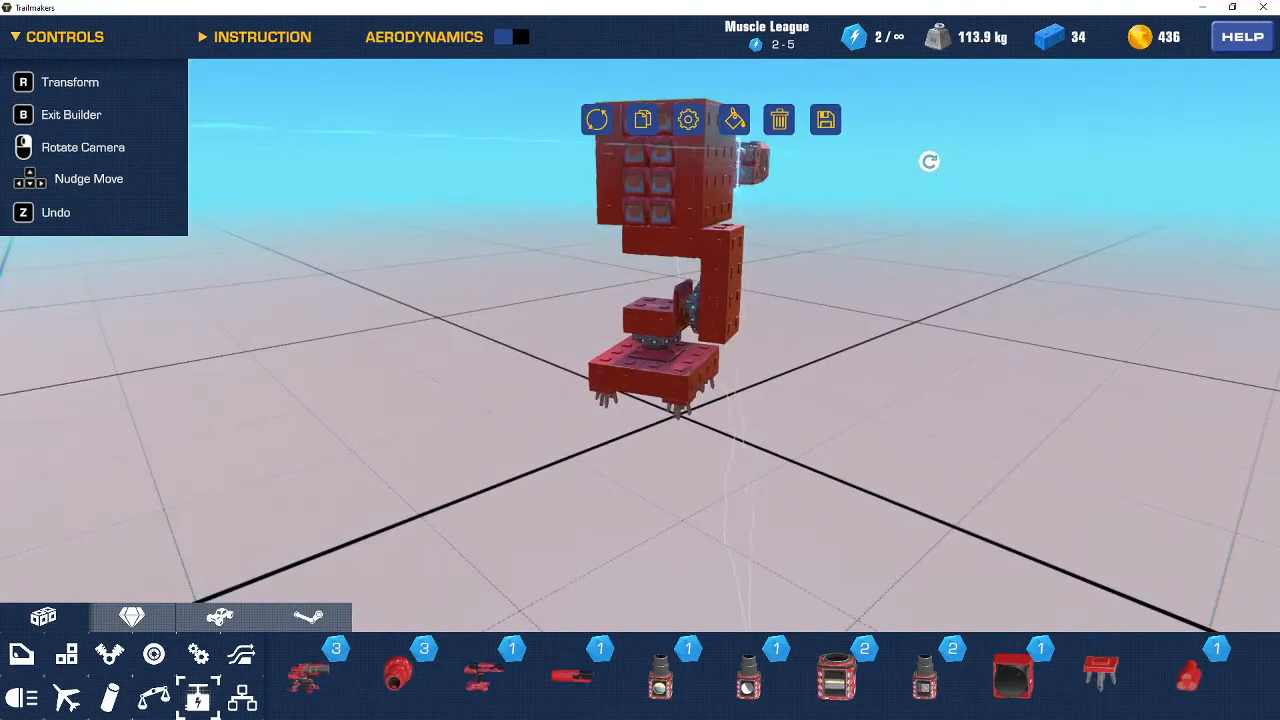 Trailmakers
CONTROLS
INSTRUCTION
AERODYNAMICS
Muscle League
2 - 5
2 / ∞
113.9 kg
34
436
HELP
R Transform
B Exit Builder
Rotate Camera
Nudge Move
Z Undo
3 3 1 1 1 1 2 2 1 1